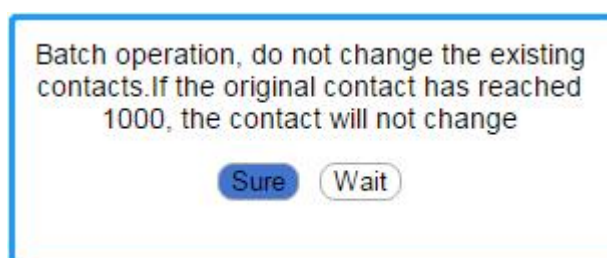 Batch operation, do not change the existing
contacts.If the original contact has reached
1000, the contact will not change
Sure Wait